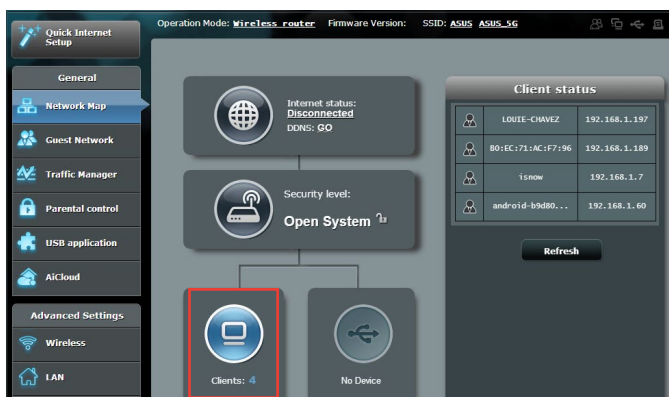 Operation Mode: Wireless router Firmware Version: SSID: ASUS ASUS_5G
Quick Internet
Setup
General
Network Map
Guest Network
Traffic Manager
Parental control
USB application
AiCloud
Advanced Settings
Wireless
LAN
Internet status:
Disconnected
DDNS: GO
Security level:
Open System
Clients: 4
No Device
Client status
LOUIE-CHAVEZ 192.168.1.197
B0:EC:71:AC:F7:96 192.168.1.189
isnow 192.168.1.7
android-b9d80... 192.168.1.60
Refresh